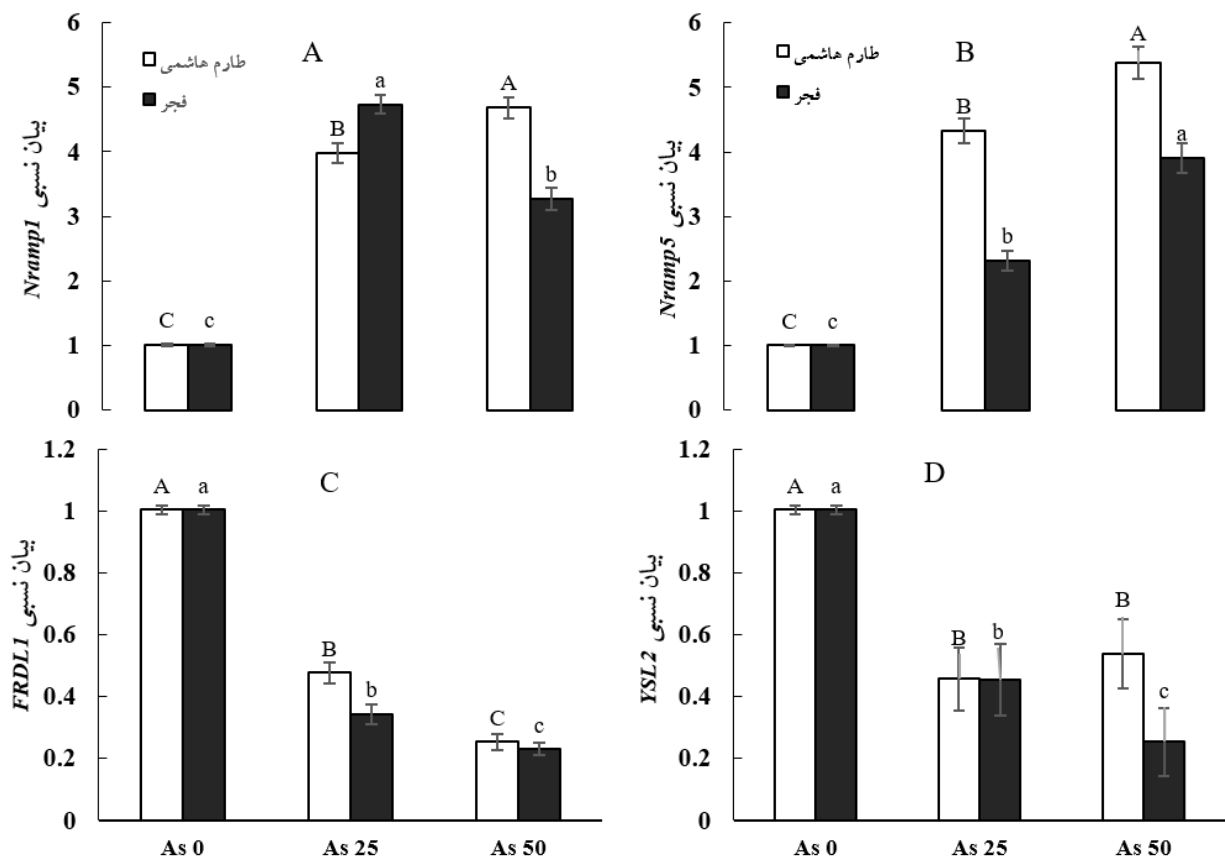 A
طارم هاشمی
فجر
بیان نسبی Nramp1
6
5
4
3
2
1
0
C c
B a
A b
B
طارم هاشمی
فجر
بیان نسبی Nramp5
6
5
4
3
2
1
0
C c
B b
A a
C
بیان نسبی FRDL1
1.2
1
0.8
0.6
0.4
0.2
0
A a
B b
C c
As 0 As 25 As 50
D
بیان نسبی YSL2
1.2
1
0.8
0.6
0.4
0.2
0
A a
B b
B c
As 0 As 25 As 50